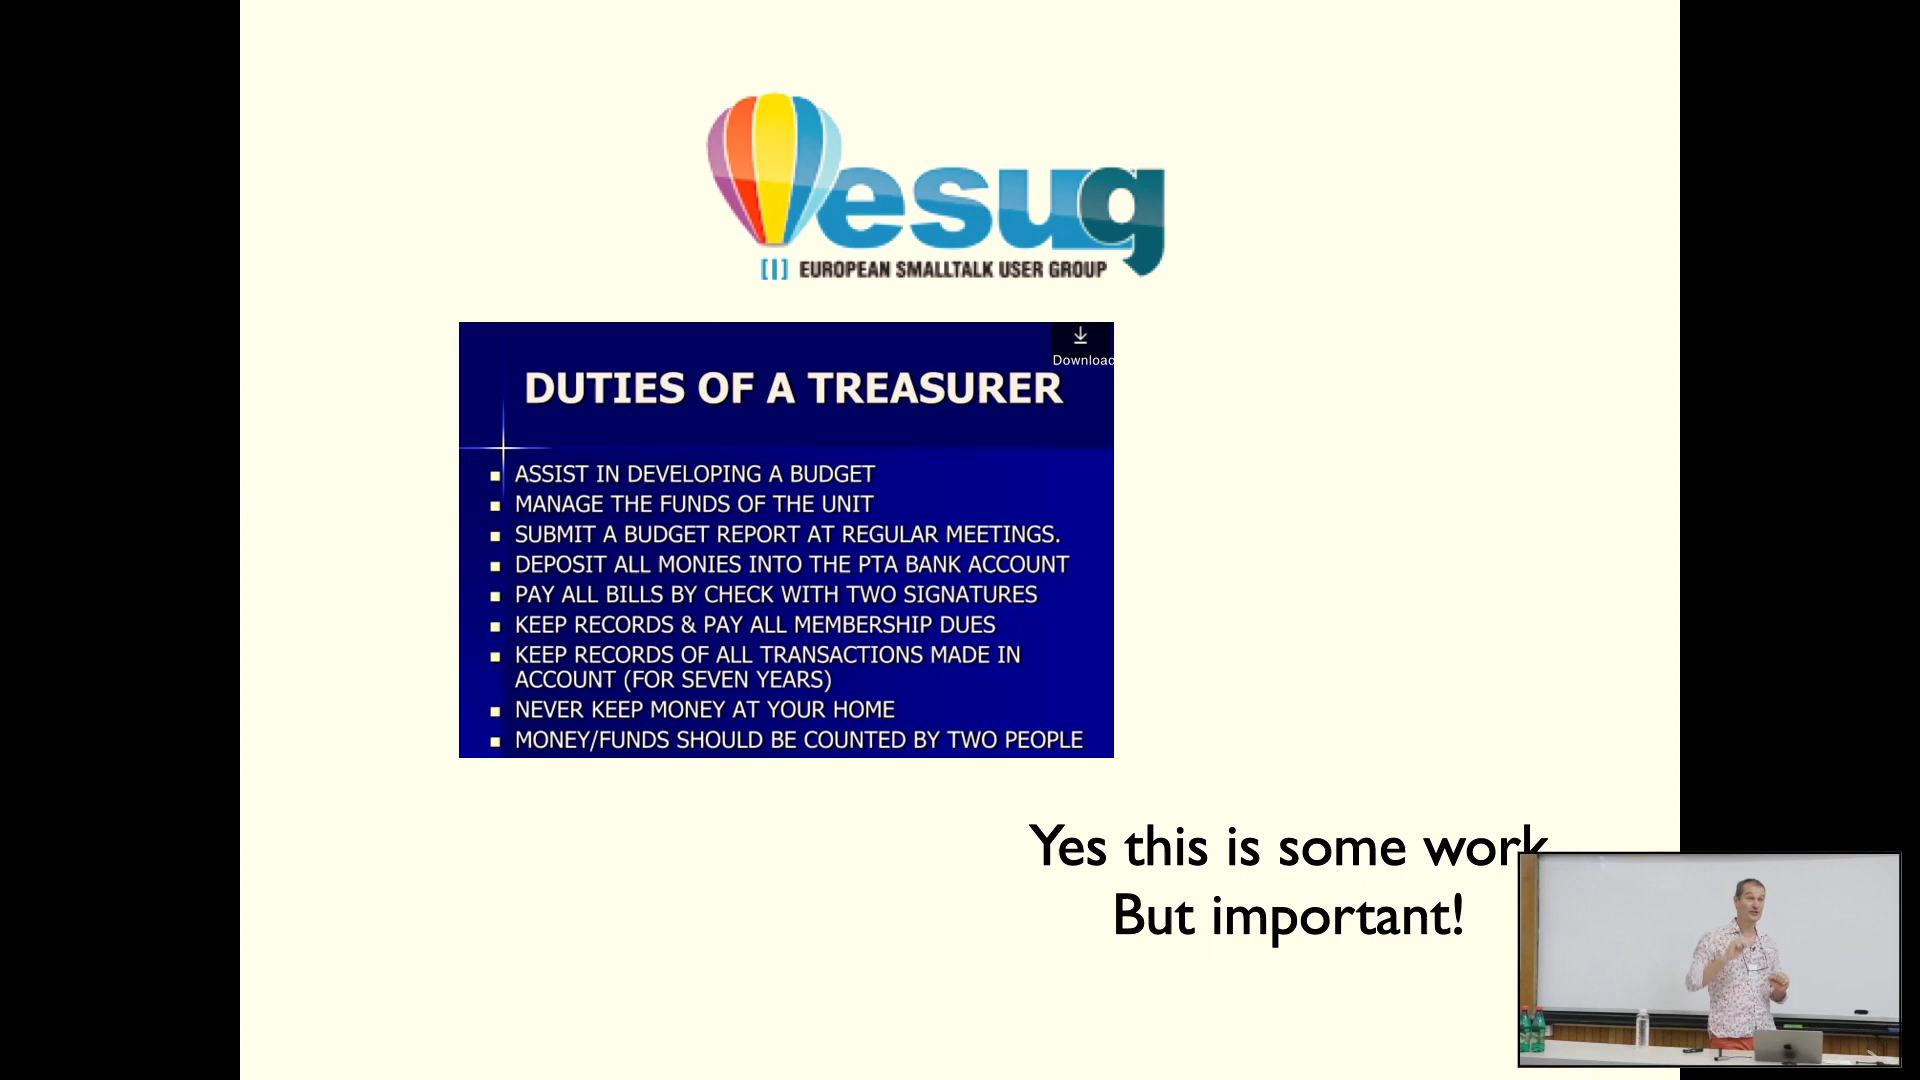 esug
[|] EUROPEAN SMALLTALK USER GROUP
Download
DUTIES OF A TREASURER
ASSIST IN DEVELOPING A BUDGET
MANAGE THE FUNDS OF THE UNIT
SUBMIT A BUDGET REPORT AT REGULAR MEETINGS.
DEPOSIT ALL MONIES INTO THE PTA BANK ACCOUNT
PAY ALL BILLS BY CHECK WITH TWO SIGNATURES
KEEP RECORDS & PAY ALL MEMBERSHIP DUES
KEEP RECORDS OF ALL TRANSACTIONS MADE IN
ACCOUNT (FOR SEVEN YEARS)
NEVER KEEP MONEY AT YOUR HOME
MONEY/FUNDS SHOULD BE COUNTED BY TWO PEOPLE
Yes this is some work
But important!